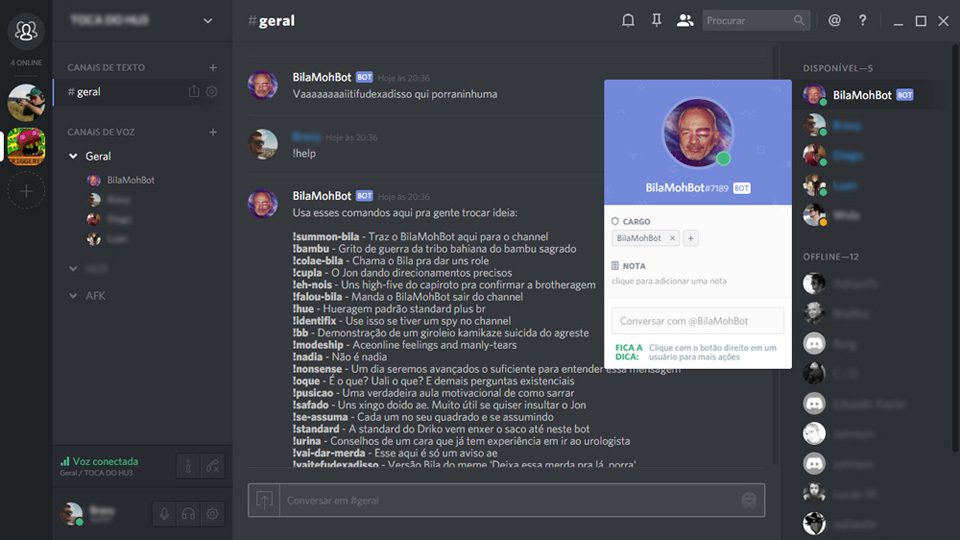 TOCA DO HU3
#geral
Procurar
@
?
4 ONLINE
CANAIS DE TEXTO
+
# geral
CANAIS DE VOZ
+
Geral
BilaMohBot
AFK
Voz conectada
Geral / TOCA DO HU3
BilaMohBot BOT Hoje às 20:36
Vaaaaaaaiitifudexadisso qui porraninhuma
Hoje às 20:36
!help
BilaMohBot BOT Hoje às 20:36
Usa esses comandos aqui pra gente trocar ideia:
!summon-bila - Traz o BilaMohBot aqui para o channel
!bambu - Grito de guerra da tribo bahiana do bambu sagrado
!colae-bila - Chama o Bila pra dar uns role
!cupla - O Jon dando direcionamentos precisos
!eh-nois - Uns high-five do capiroto pra confirmar a brotheragem
!falou-bila - Manda o BilaMohBot sair do channel
!hue - Hueragem padrão standard plus br
!identifix - Use isso se tiver um spy no channel
!bb - Demonstração de um giroleio kamikaze suicida do agreste
!modeship - Aceonline feelings and manly-tears
!nadia - Não é nadia
!nonsense - Um dia seremos avançados o suficiente para entender essa mensagem
!oque - É o que? Uali o que? E demais perguntas existenciais
!pusicao - Uma verdadeira aula motivacional de como sarrar
!safado - Uns xingo doido ae. Muito útil se quiser insultar o Jon
!se-assuma - Cada um no seu quadrado e se assumindo
!standard - A standard do Driko vem enxer o saco até neste bot
!urina - Conselhos de um cara que já tem experiência em ir ao urologista
!vai-dar-merda - Esse aqui é só um aviso ae
!vaitefudexadisso - Versão Bila do meme 'Deixa essa merda pra lá, porra'
Conversar em #geral
BilaMohBot#7189 BOT
CARGO
BilaMohBot × +
NOTA
clique para adicionar uma nota
Conversar com @BilaMohBot
FICA A DICA: Clique com o botão direito em um
usuário para mais ações
DISPONÍVEL—5
BilaMohBot BOT
OFFLINE—12